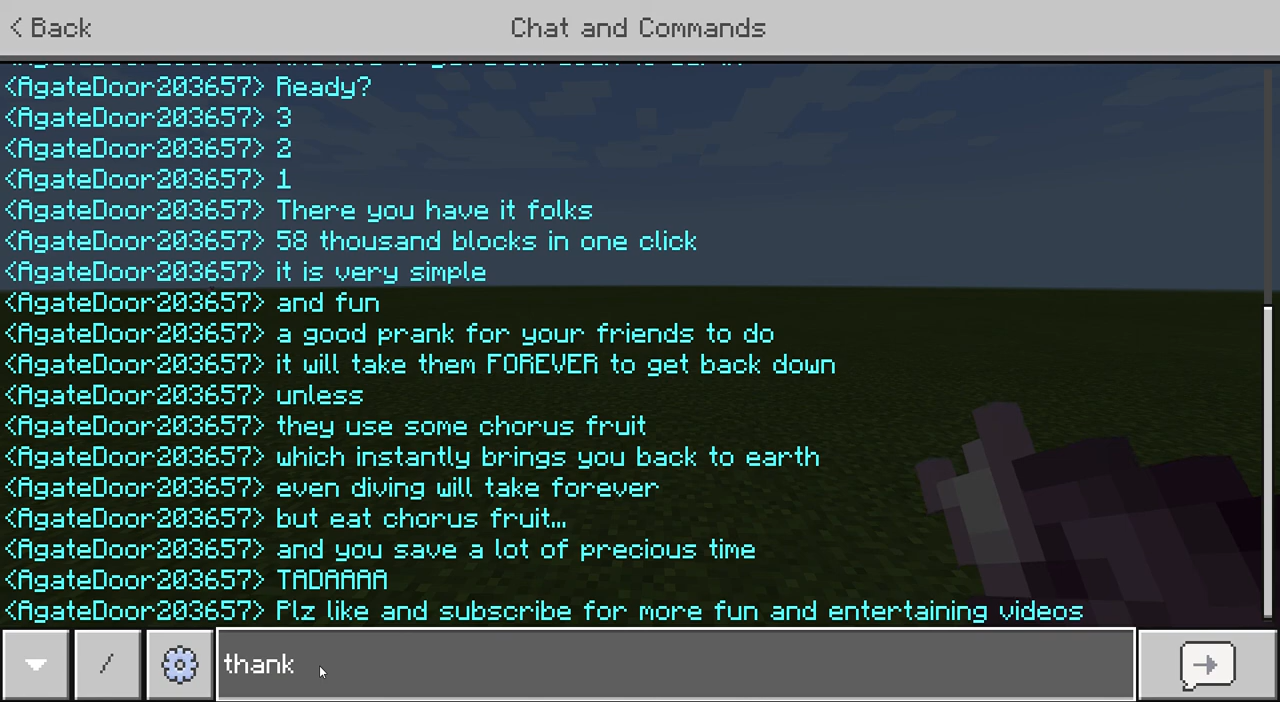 Back
Chat and Commands
<AgateDoor203657> Ready?
<AgateDoor203657> 3
<AgateDoor203657> 2
<AgateDoor203657> 1
<AgateDoor203657> There you have it folks
<AgateDoor203657> 58 thousand blocks in one click
<AgateDoor203657> it is very simple
<AgateDoor203657> and fun
<AgateDoor203657> a good prank for your friends to do
<AgateDoor203657> it will take them FOREVER to get back down
<AgateDoor203657> unless
<AgateDoor203657> they use some chorus fruit
<AgateDoor203657> which instantly brings you back to earth
<AgateDoor203657> even diving will take forever
<AgateDoor203657> but eat chorus fruit...
<AgateDoor203657> and you save a lot of precious time
<AgateDoor203657> TADAAAA
<AgateDoor203657> Plz like and subscribe for more fun and entertaining videos
/
thank